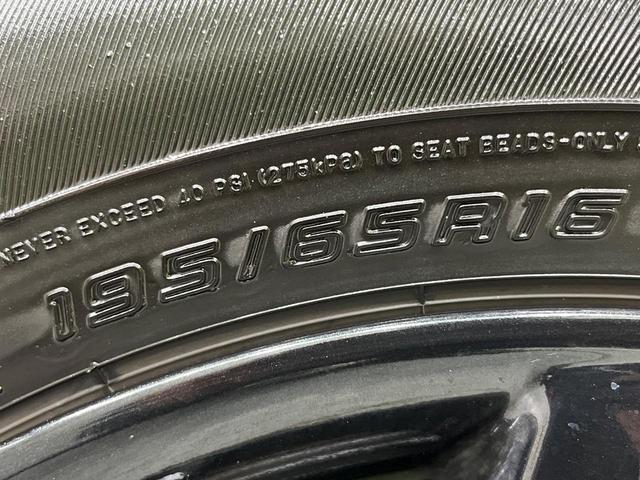 NEVER EXCEED 40 PSI (275kPa) TO SEAT BEADS-ONLY
195/65R16